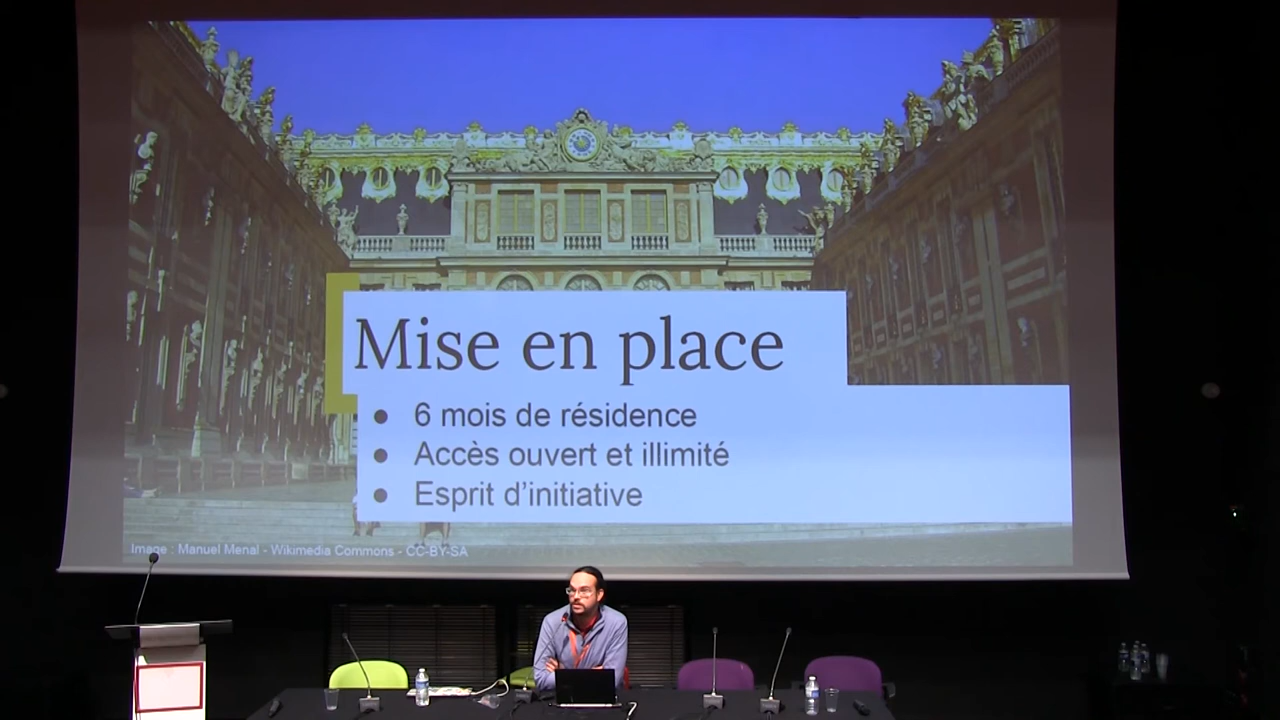 Mise en place
● 6 mois de résidence
● Accès ouvert et illimité
● Esprit d'initiative
Image : Manuel Menal - Wikimedia Commons - CC-BY-SA